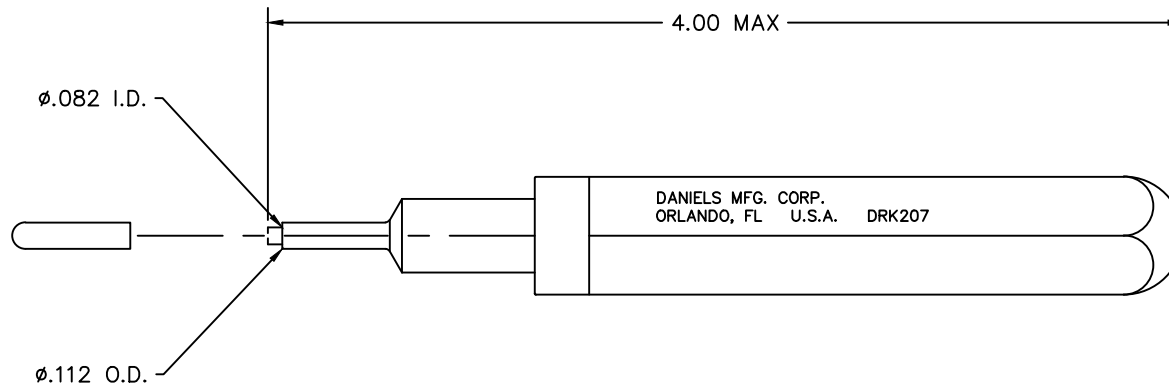 4.00 MAX
ø.082 I.D.
DANIELS MFG. CORP.
ORLANDO, FL U.S.A. DRK207
ø.112 O.D.